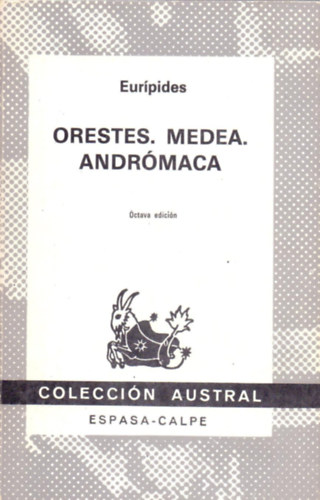 Eurípides
ORESTES. MEDEA.
ANDRÓMACA
Octava edición
COLECCIÓN AUSTRAL
ESPASA-CALPE